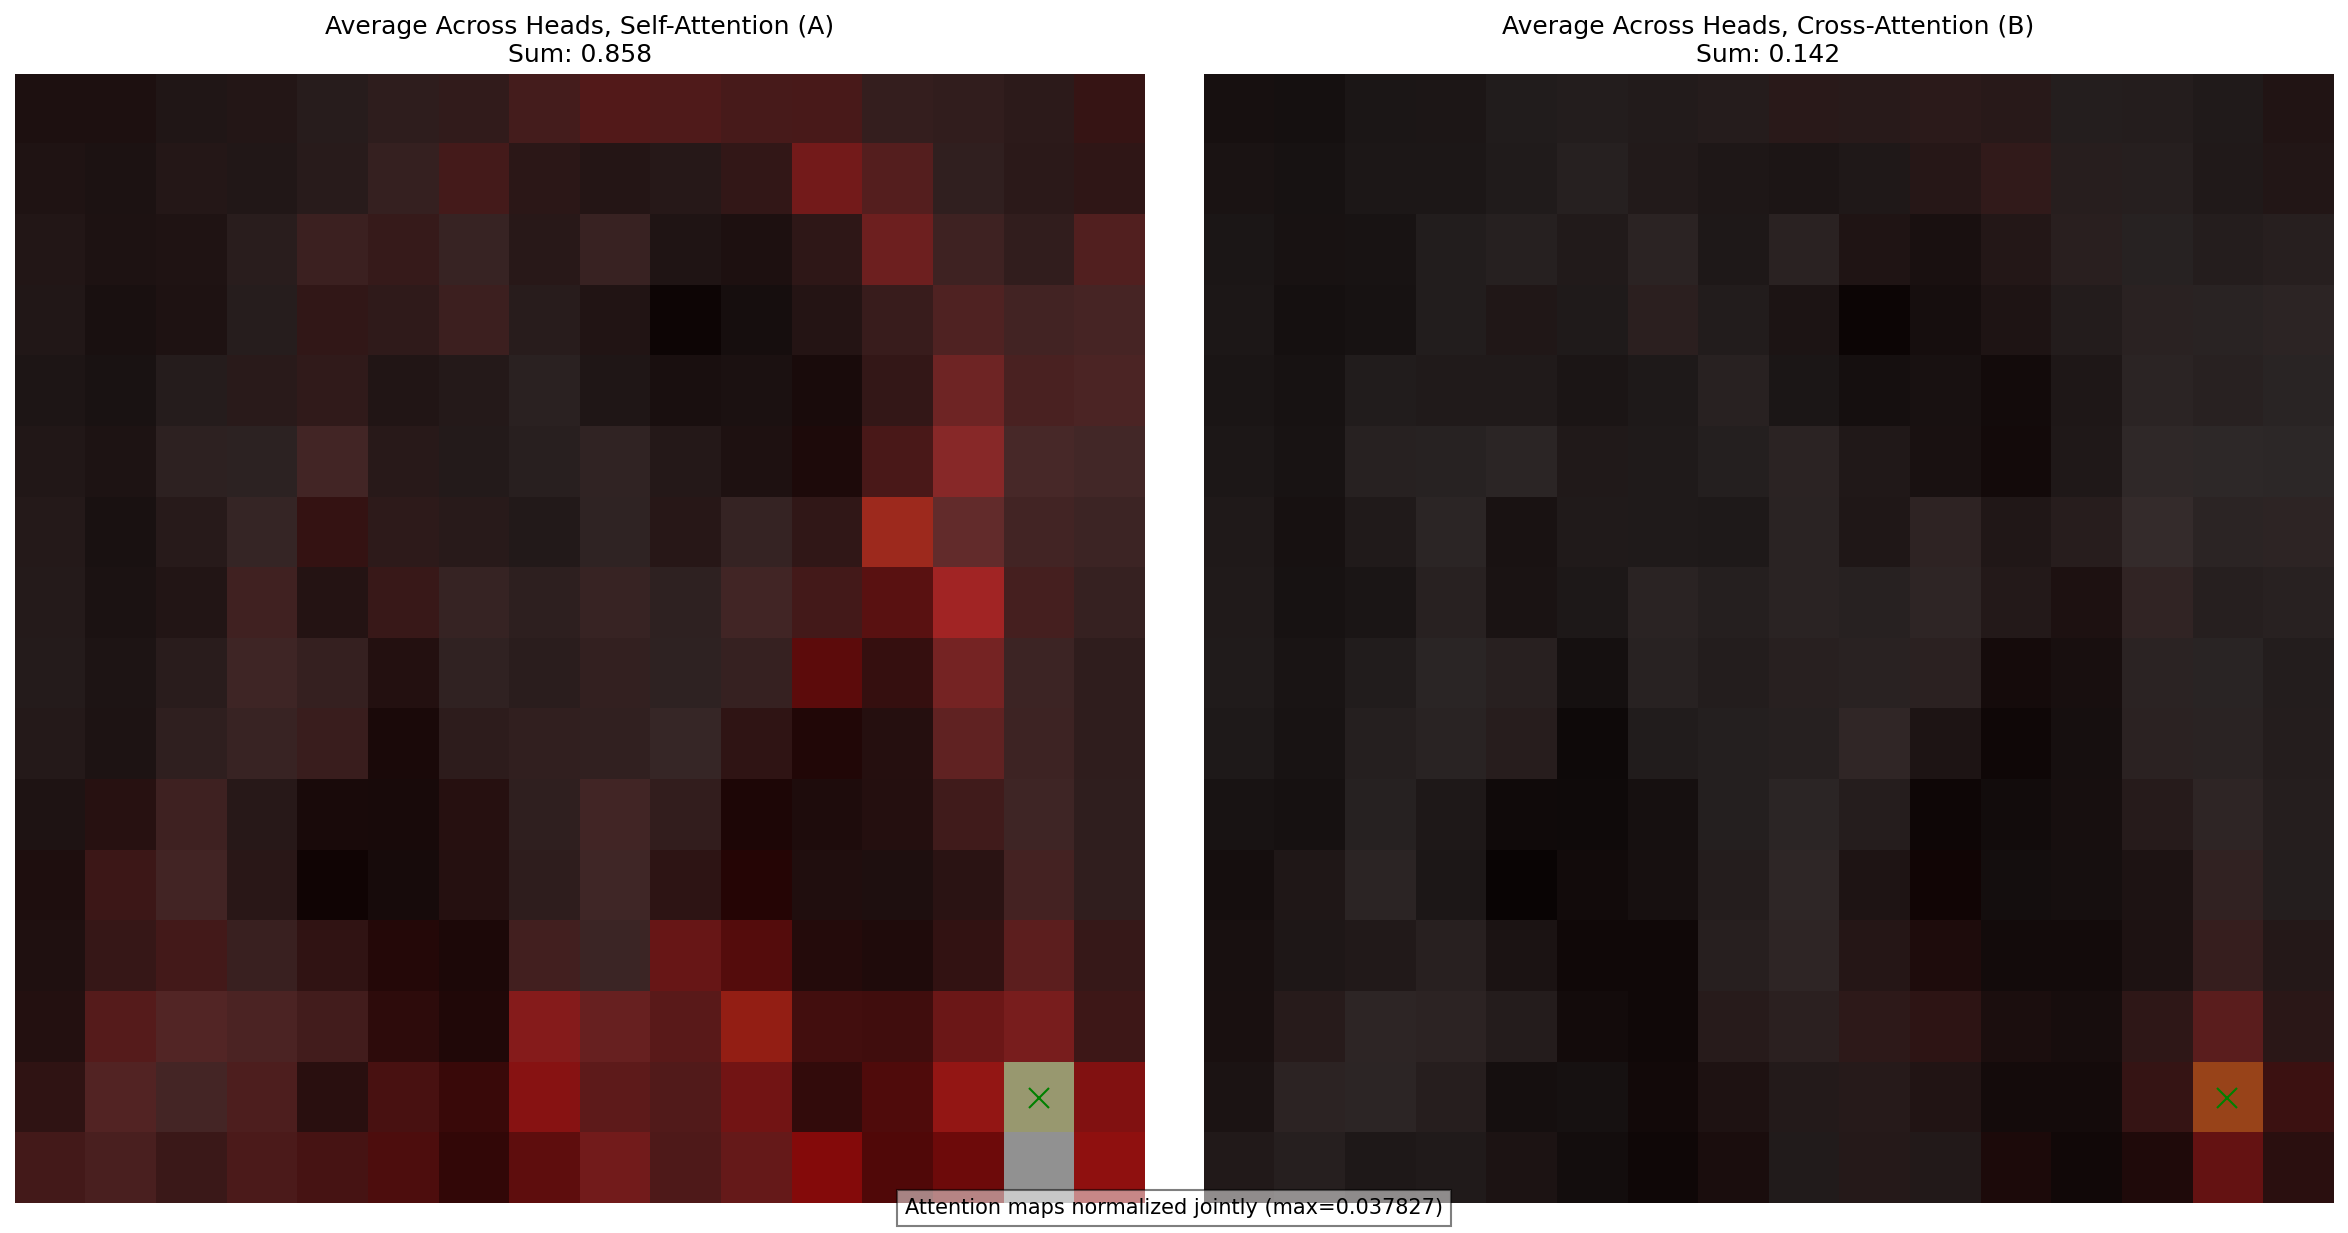 Average Across Heads, Self-Attention (A)
Sum: 0.858
Average Across Heads, Cross-Attention (B)
Sum: 0.142
Attention maps normalized jointly (max=0.037827)